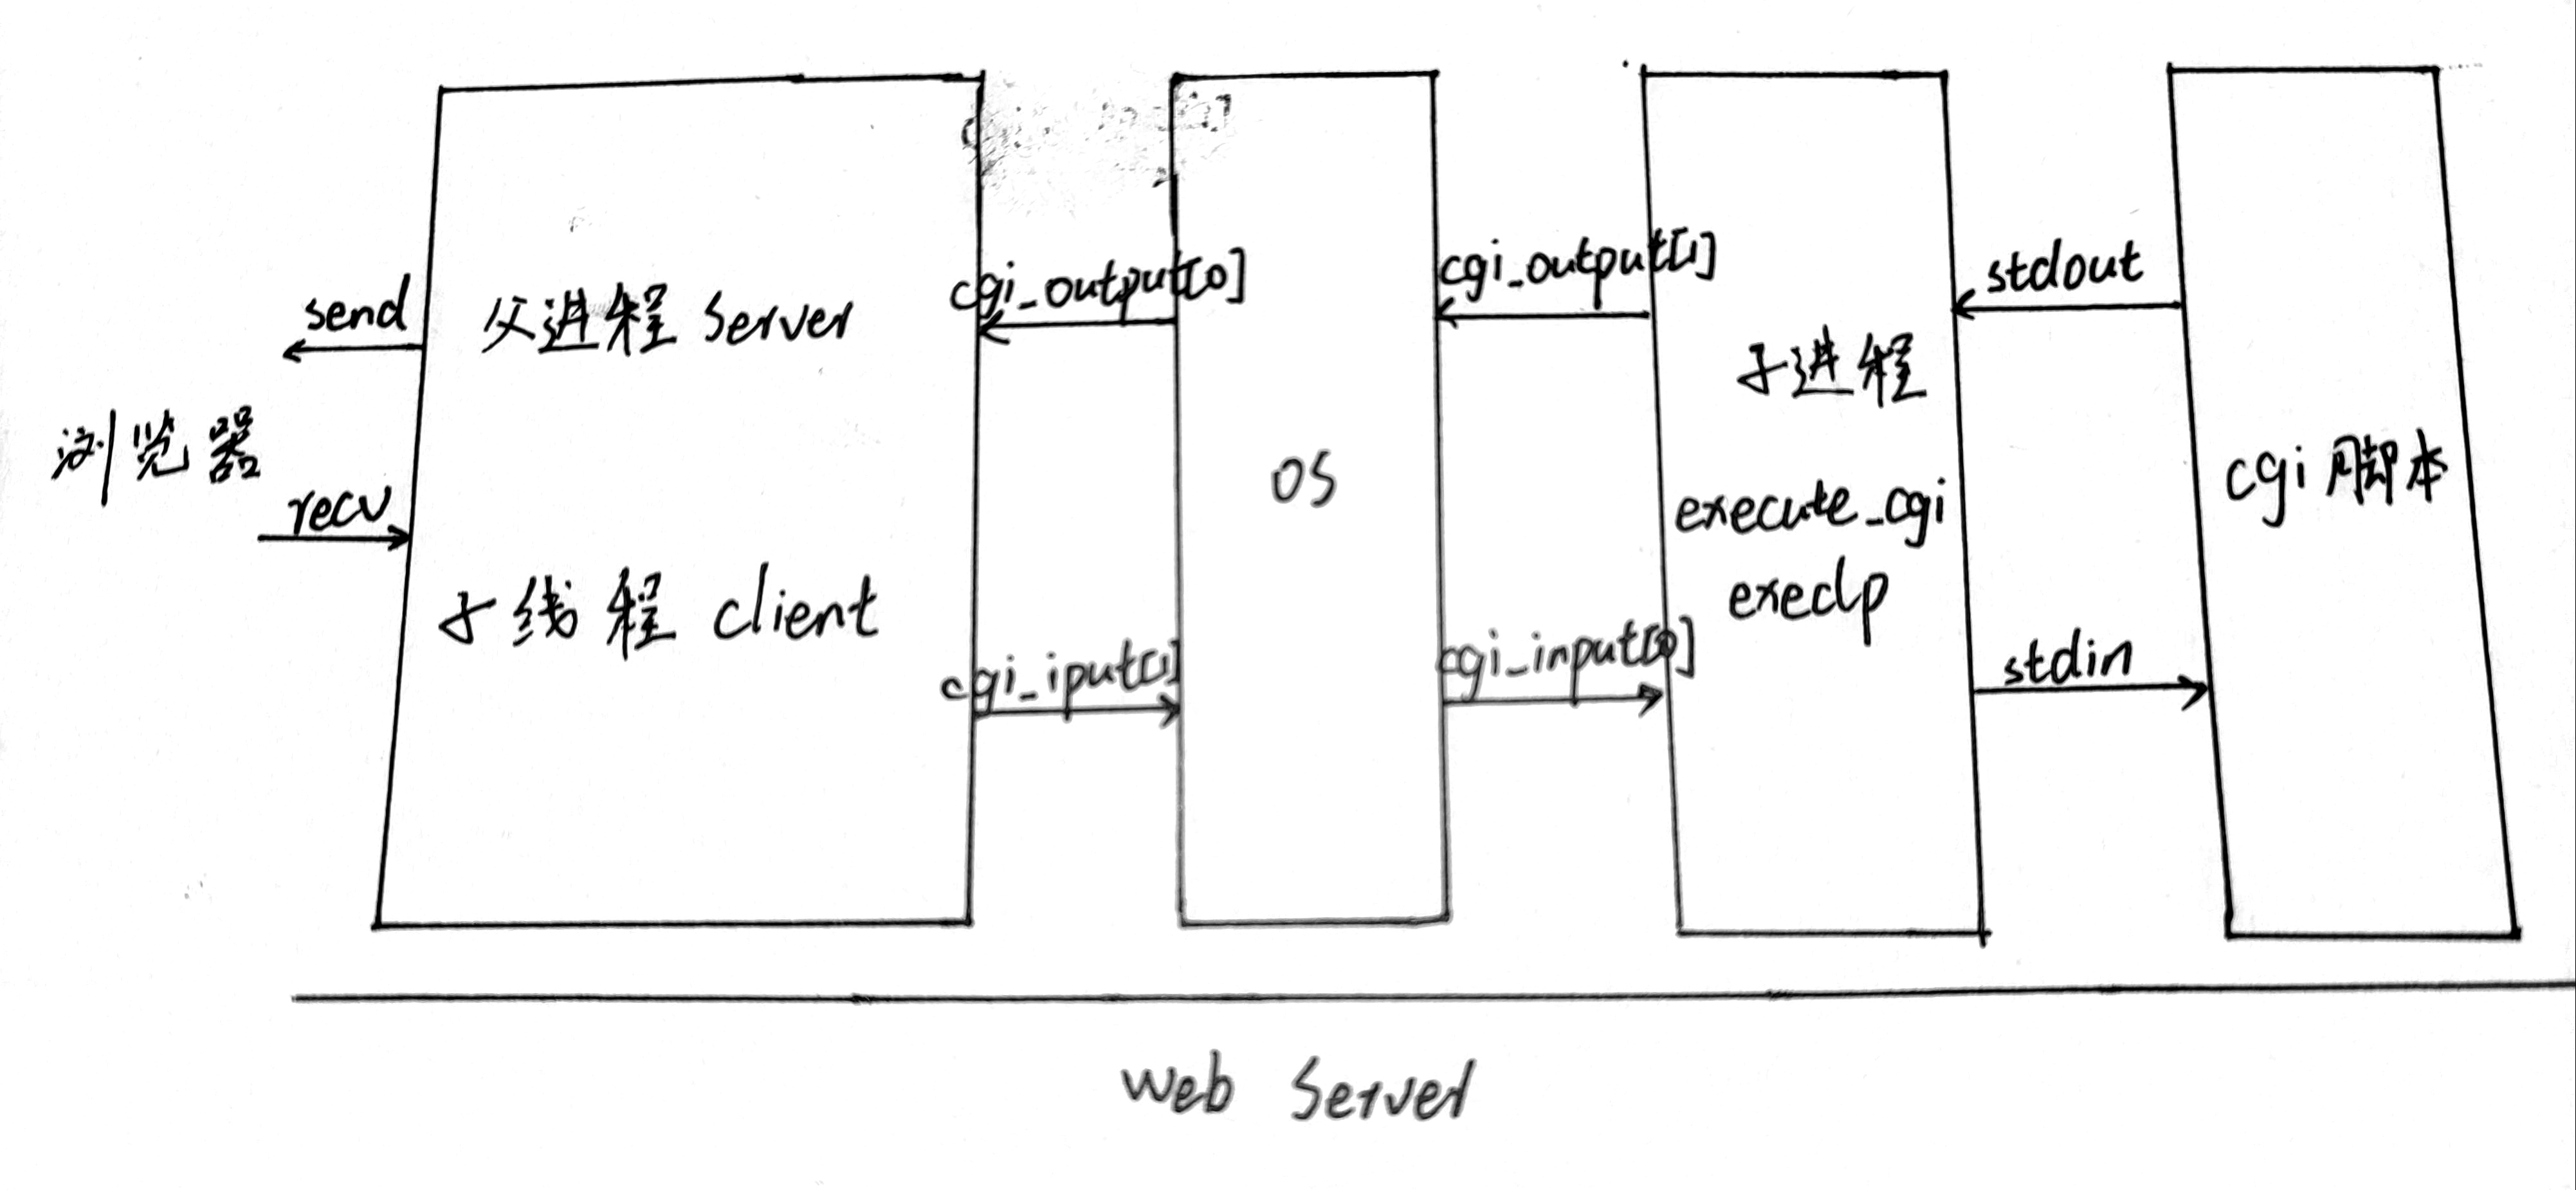 浏览器
send
recv
父进程 Server
子线程 client
cgi_output[0]
cgi_iput[1]
OS
cgi_output[1]
cgi_input[0]
子进程
execute_cgi
execlp
stdout
stdin
cgi 脚本
Web Server